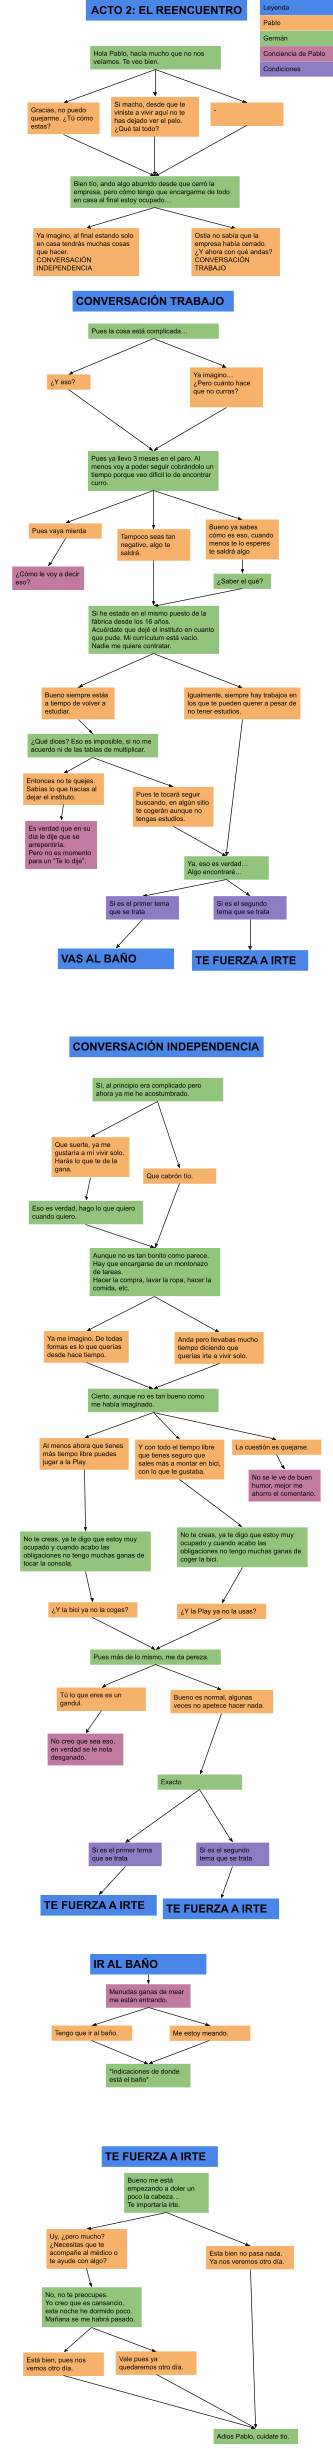 ACTO 2: EL REENCUENTRO
Leyenda
Pablo
Germán
Conciencia de Pablo
Condiciones
Hola Pablo, hacía mucho que no nos
veíamos. Te veo bien.
Gracias, no puedo
quejarme. ¿Tú cómo
estas?
Si macho, desde que te
viniste a vivir aquí no te
has dejado ver el pelo.
¿Qué tal todo?
-
Bien tío, ando algo aburrido desde que cerró la
empresa, pero cómo tengo que encargarme de todo
en casa al final estoy ocupado…
Ya imagino, al final estando solo
en casa tendrás muchas cosas
que hacer.
CONVERSACIÓN
INDEPENDENCIA
Ostia no sabía que la
empresa había cerrado.
¿Y ahora con qué andas?
CONVERSACIÓN
TRABAJO
CONVERSACIÓN TRABAJO
Pues la cosa está complicada…
¿Y eso?
Ya imagino…
¿Pero cuánto hace
que no curras?
Pues ya llevo 3 meses en el paro. Al
menos voy a poder seguir cobrándolo un
tiempo porque veo difícil lo de encontrar
curro.
Pues vaya mierda
Tampoco seas tan
negativo, algo te
saldrá.
Bueno ya sabes
cómo es eso, cuando
menos te lo esperes
te saldrá algo
¿Cómo le voy a decir
eso?
¿Saber el qué?
Si he estado en el mismo puesto de la
fábrica desde los 16 años.
Acuérdate que dejé el instituto en cuanto
que pude. Mi currículum está vacío.
Nadie me quiere contratar.
Bueno siempre estás
a tiempo de volver a
estudiar.
Igualmente, siempre hay trabajos en
los que te pueden querer a pesar de
no tener estudios.
¿Qué dices? Eso es imposible, si no me
acuerdo ni de las tablas de multiplicar.
Entonces no te quejes.
Sabías lo que hacías al
dejar el instituto.
Pues te tocará seguir
buscando, en algún sitio
te cogerán aunque no
tengas estudios.
Es verdad que en su
día le dije que se
arrepentiría.
Pero no es momento
para un "Te lo dije".
Ya, eso es verdad…
Algo encontraré…
Si es el primer tema
que se trata
Si es el segundo
tema que se trata
VAS AL BAÑO
TE FUERZA A IRTE
CONVERSACIÓN INDEPENDENCIA
Sí, al principio era complicado pero
ahora ya me he acostumbrado.
Que suerte, ya me
gustaría a mí vivir solo.
Harás lo que te de la
gana.
Que cabrón tío.
Eso es verdad, hago lo que quiero
cuando quiero.
Aunque no es tan bonito como parece.
Hay que encargarse de un montonazo
de tareas.
Hacer la compra, lavar la ropa, hacer la
comida, etc.
Ya me imagino. De todas
formas es lo que querías
desde hace tiempo.
Anda pero llevabas mucho
tiempo diciendo que
querías irte a vivir solo.
Cierto, aunque no es tan bueno como
me había imaginado.
Al menos ahora que tienes
más tiempo libre puedes
jugar a la Play.
Y con todo el tiempo libre
que tienes seguro que
sales más a montar en bici,
con lo que te gustaba.
La cuestión es quejarse.
No se le ve de buen
humor, mejor me
ahorro el comentario.
No te creas, ya te digo que estoy muy
ocupado y cuando acabo las
obligaciones no tengo muchas ganas de
tocar la consola.
No te creas, ya te digo que estoy muy
ocupado y cuando acabo las
obligaciones no tengo muchas ganas de
coger la bici.
¿Y la bici ya no la coges?
¿Y la Play ya no la usas?
Pues más de lo mismo, me da pereza.
Tú lo que eres es un
gandul.
Bueno es normal, algunas
veces no apetece hacer nada.
No creo que sea eso,
en verdad se le nota
desganado.
Exacto
Si es el primer tema
que se trata
Si es el segundo
tema que se trata
TE FUERZA A IRTE
TE FUERZA A IRTE
IR AL BAÑO
Menudas ganas de mear
me están entrando.
Tengo que ir al baño.
Me estoy meando.
*Indicaciones de donde
está el baño*
TE FUERZA A IRTE
Bueno me está
empezando a doler un
poco la cabeza…
Te importaría irte.
Uy, ¿pero mucho?
¿Necesitas que te
acompañe al médico o
te ayude con algo?
Esta bien no pasa nada.
Ya nos veremos otro día.
No, no te preocupes.
Yo creo que es cansancio,
esta noche he dormido poco.
Mañana se me habrá pasado.
Está bien, pues nos
vemos otro día.
Vale pues ya
quedaremos otro día.
Adios Pablo, cuídate tío.